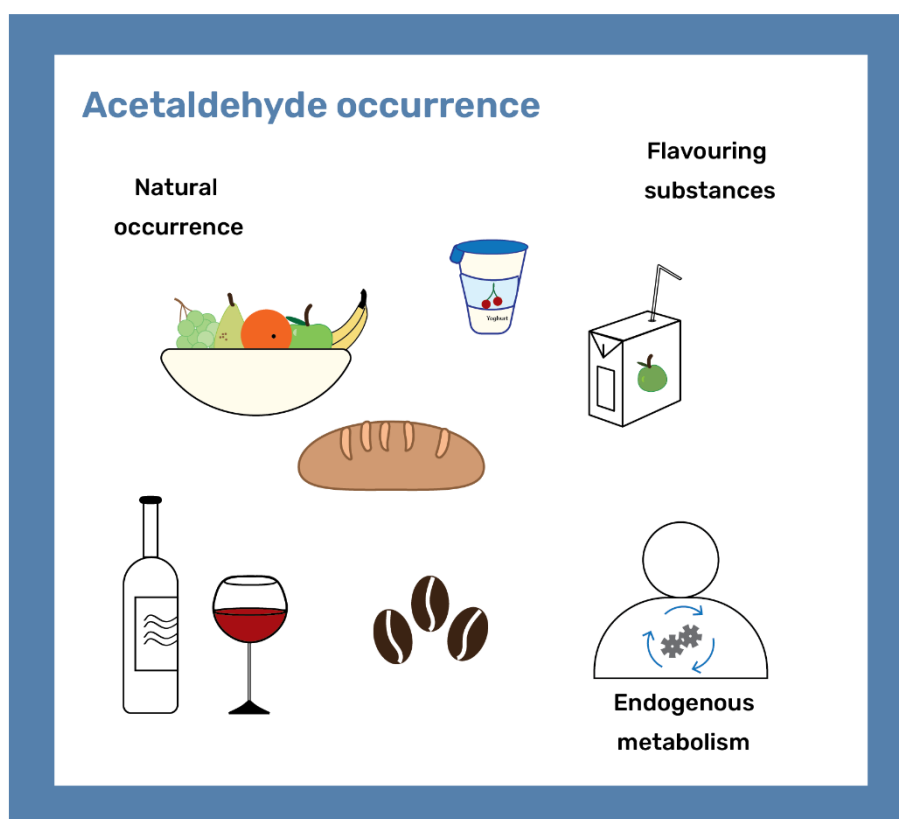 Acetaldehyde occurrence
Flavouring
substances
Natural
occurrence
Yoghurt
Endogenous
metabolism